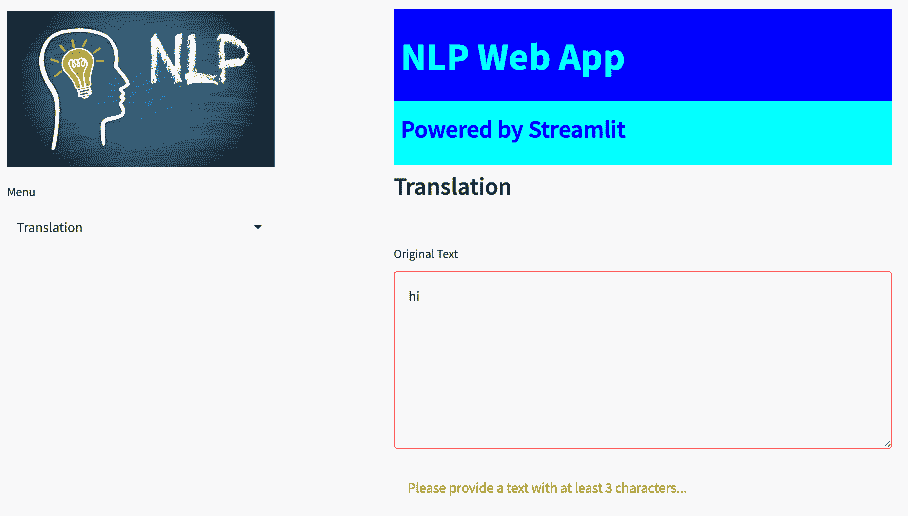 NLP
Menu
Translation
NLP Web App
Powered by Streamlit
Translation
Original Text
hi
Please provide a text with at least 3 characters...